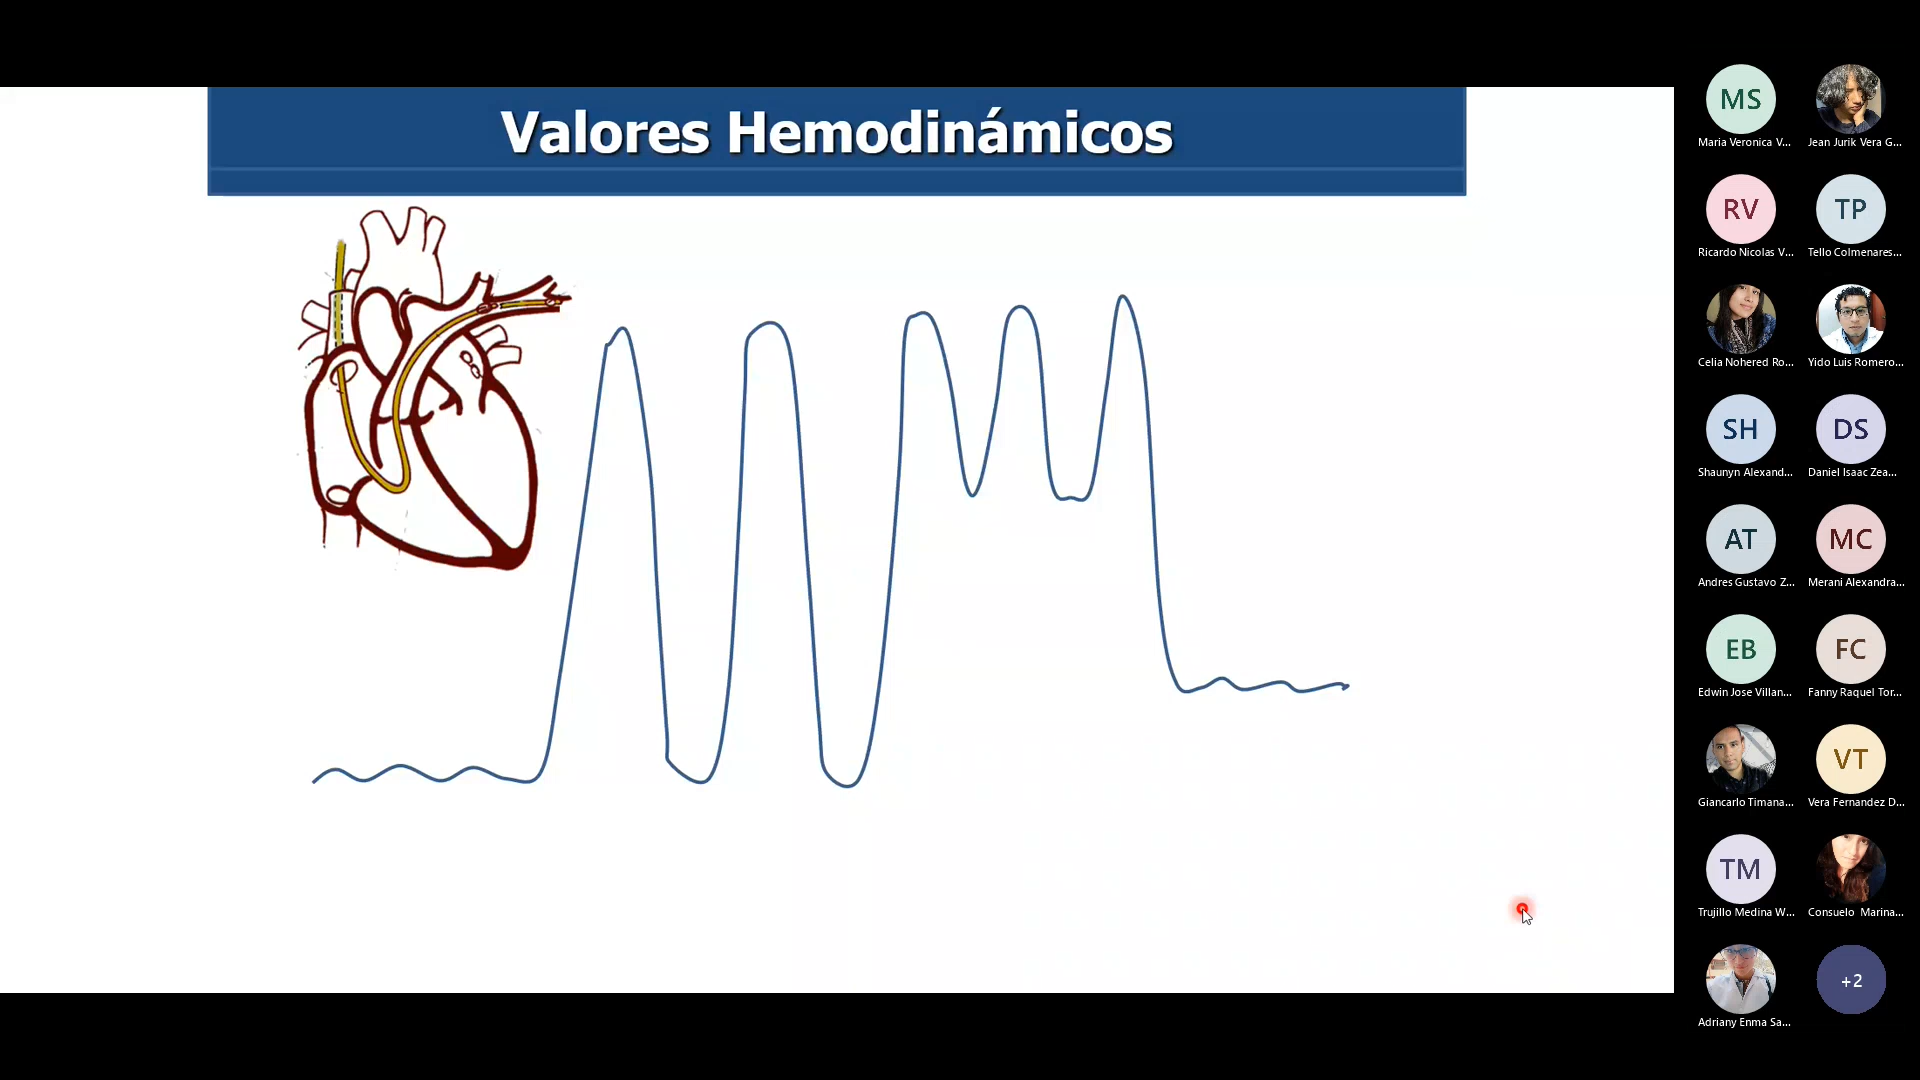 Valores Hemodinámicos
MS
Maria Veronica V...
Jean Jurik Vera G...
RV
Ricardo Nicolas V...
TP
Tello Colmenares...
Celia Nohered Ro...
Yido Luis Romero...
SH
Shaunyn Alexand...
DS
Daniel Isaac Zea...
AT
Andres Gustavo Z...
MC
Merani Alexandra...
EB
Edwin Jose Villan...
FC
Fanny Raquel Tor...
Giancarlo Timana...
VT
Vera Fernandez D...
TM
Trujillo Medina W...
Consuelo Marina...
Adriany Enma Sa...
+2